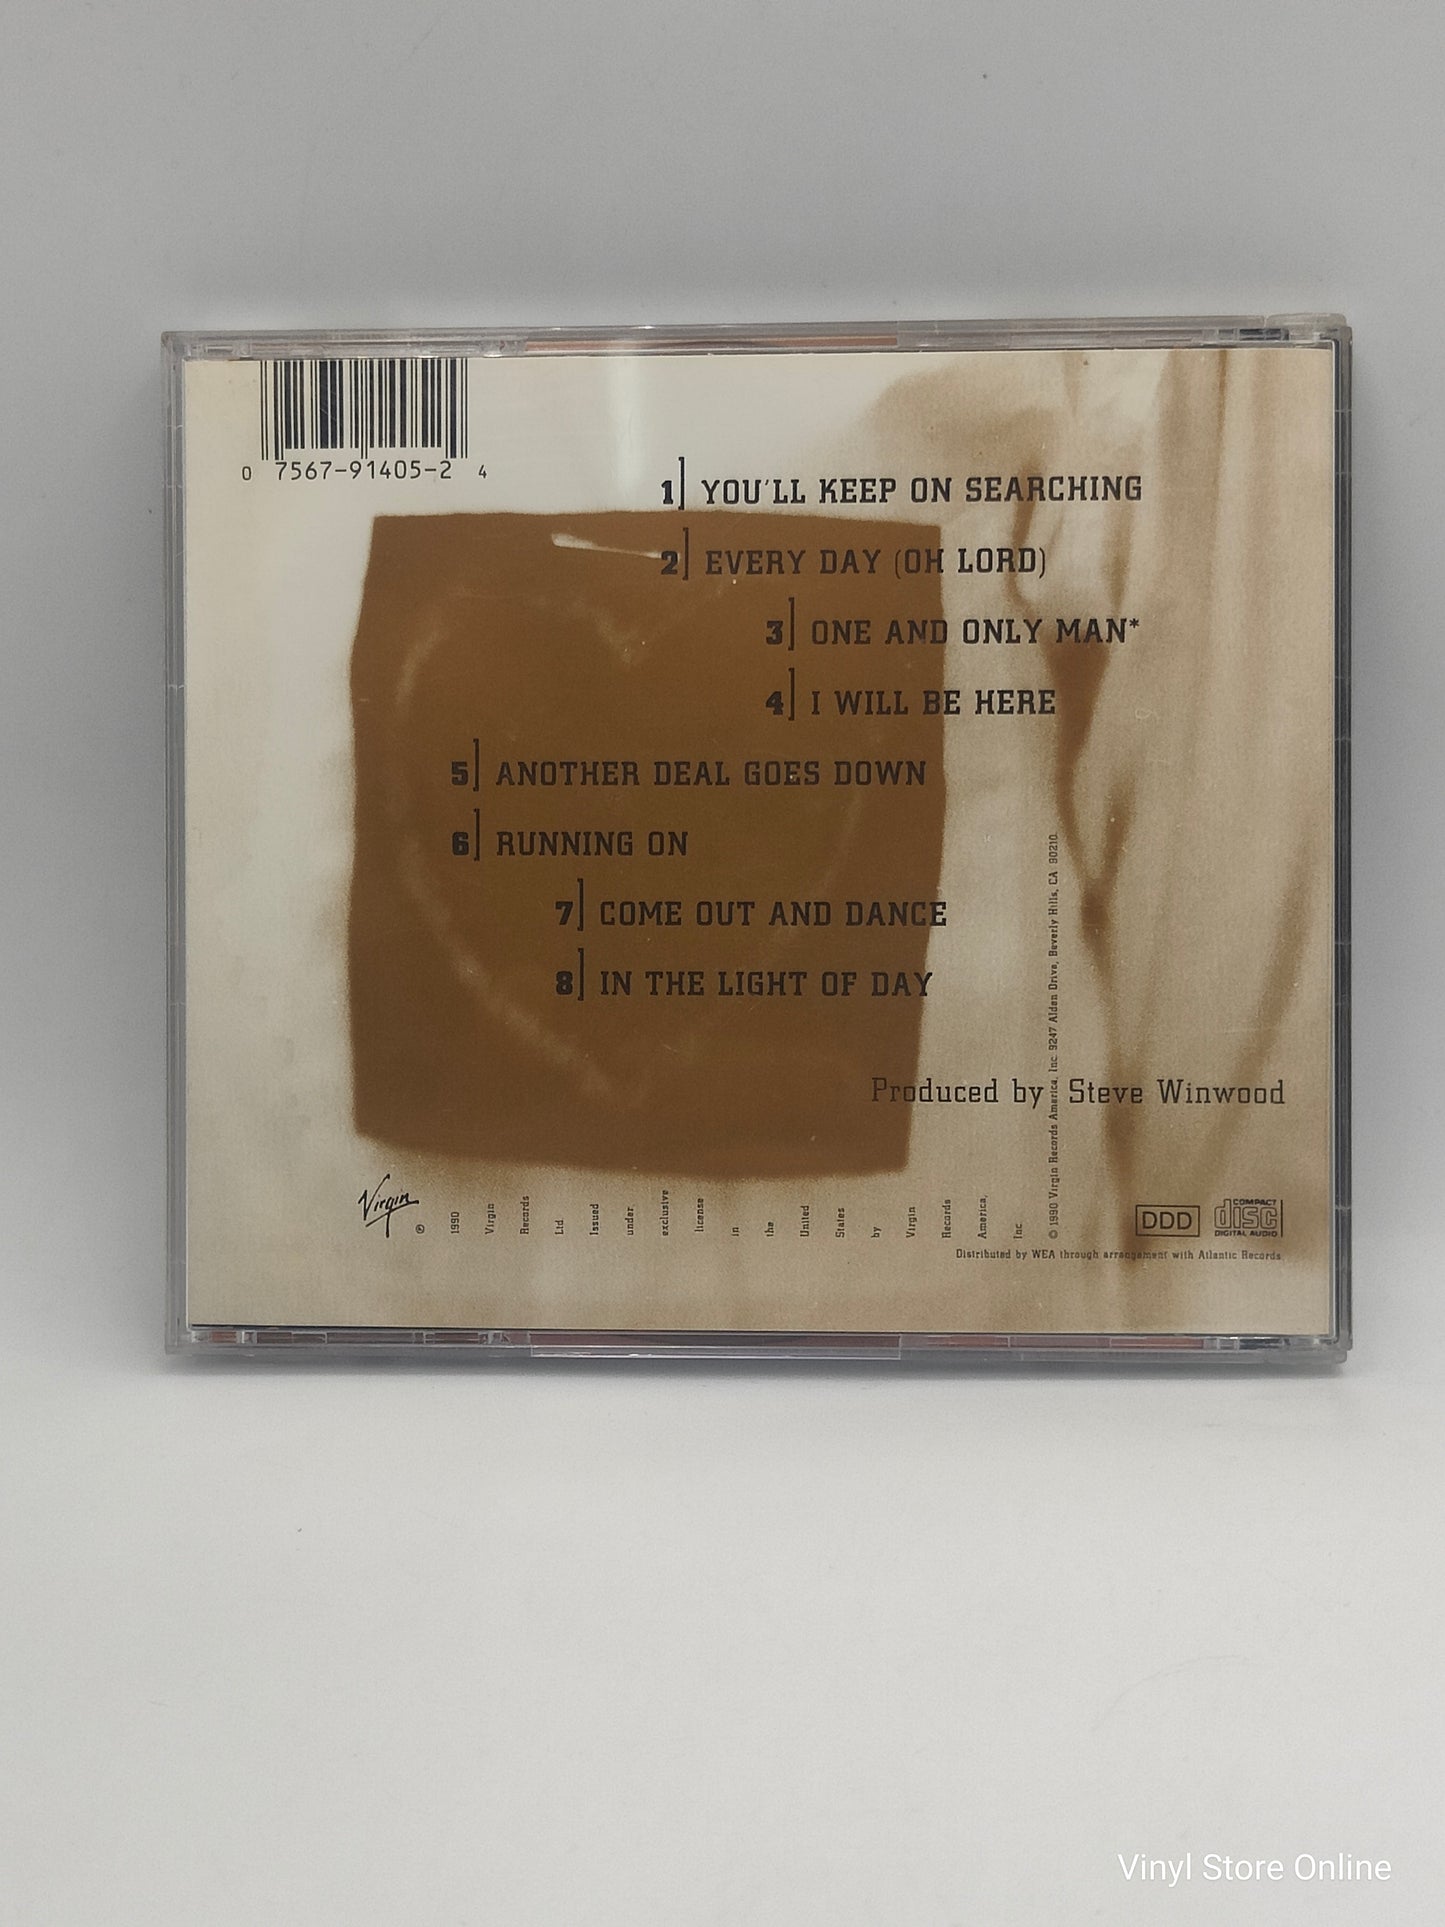 0 7567-91405-2 4
1] YOU'LL KEEP ON SEARCHING
2] EVERY DAY (OH LORD)
3] ONE AND ONLY MAN*
4] I WILL BE HERE
5] ANOTHER DEAL GOES DOWN
6] RUNNING ON
7] COME OUT AND DANCE
8] IN THE LIGHT OF DAY
Produced by Steve Winwood
Virgin
℗ 1990 Virgin Records Ltd Issued under exclusive license in the United States by Virgin Records America, Inc
© 1990 Virgin Records America, Inc. 9247 Alden Drive, Beverly Hills, CA 90210.
DDD
COMPACT
disc
DIGITAL AUDIO
Distributed by WEA through arrangement with Atlantic Records.
Vinyl Store Online